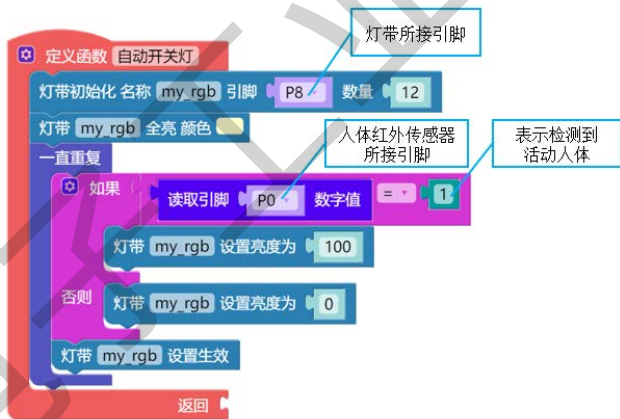 灯带所接引脚
定义函数 自动开关灯
灯带初始化 名称 my_rgb 引脚 P8 数量 12
灯带 my_rgb 全亮 颜色
人体红外传感器
所接引脚
表示检测到
活动人体
一直重复
如果 读取引脚 P0 数字值 = 1
灯带 my_rgb 设置亮度为 100
否则 灯带 my_rgb 设置亮度为 0
灯带 my_rgb 设置生效
返回